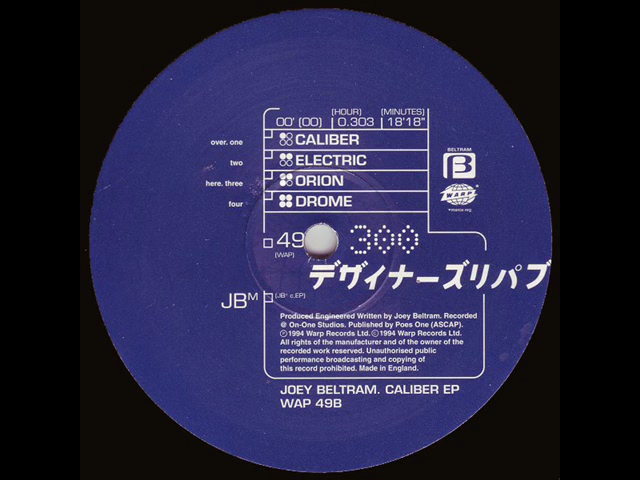 [HOUR] [MINUTES]
00' (00) 0.303 18'18"
over. one CALIBER
two ELECTRIC
here. three ORION
four DROME
BELTRAM
B
WARP
49 300
(WAP)
デザイナーズリパブ
JBM
Produced Engineered Written by Joey Beltram. Recorded
@ On-One Studios. Published by Poes One (ASCAP).
Ⓟ1994 Warp Records Ltd. ©1994 Warp Records Ltd.
All rights of the manufacturer and of the owner of the
recorded work reserved. Unauthorised public
performance broadcasting and copying of
this record prohibited. Made in England.
JOEY BELTRAM. CALIBER EP
WAP 49B